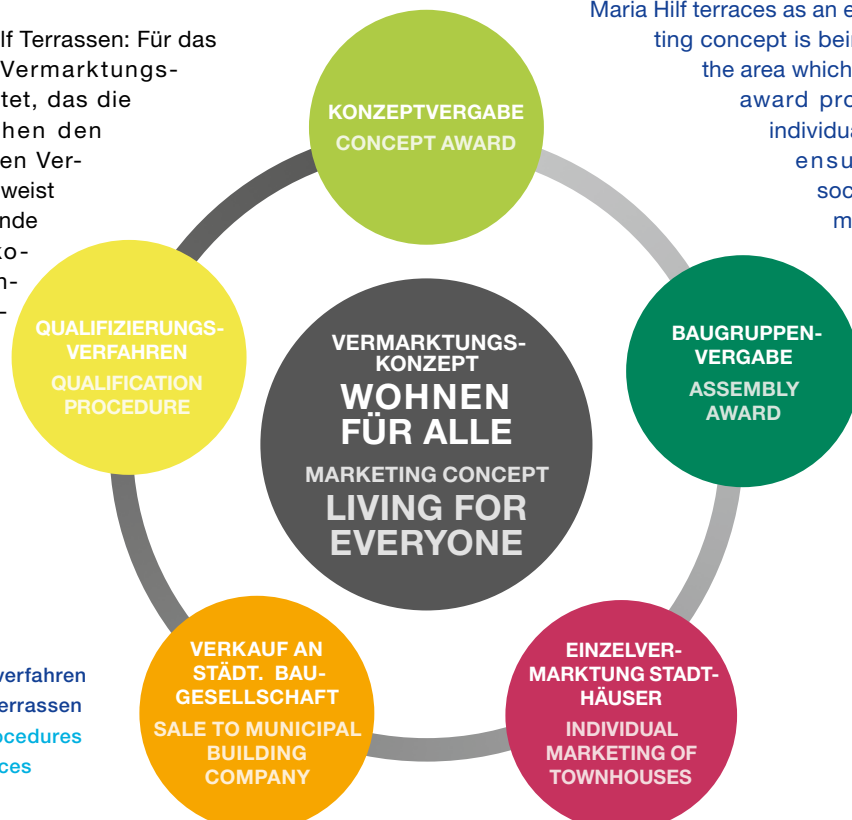 lf Terrassen: Für das
Vermarktungs-
tet, das die
hen den
en Ver-
weist
nde
ko-
n-
-
Maria Hilf terraces as an e
ting concept is bein
the area which
award pro
individua
ensu
soc
m
KONZEPTVERGABE
CONCEPT AWARD
QUALIFIZIERUNGS-
VERFAHREN
QUALIFICATION
PROCEDURE
VERMARKTUNGS-
KONZEPT
WOHNEN
FÜR ALLE
MARKETING CONCEPT
LIVING FOR
EVERYONE
BAUGRUPPEN-
VERGABE
ASSEMBLY
AWARD
VERKAUF AN
STÄDT. BAU-
GESELLSCHAFT
SALE TO MUNICIPAL
BUILDING
COMPANY
EINZELVER-
MARKTUNG STADT-
HÄUSER
INDIVIDUAL
MARKETING OF
TOWNHOUSES
verfahren
errassen
ocedures
ces